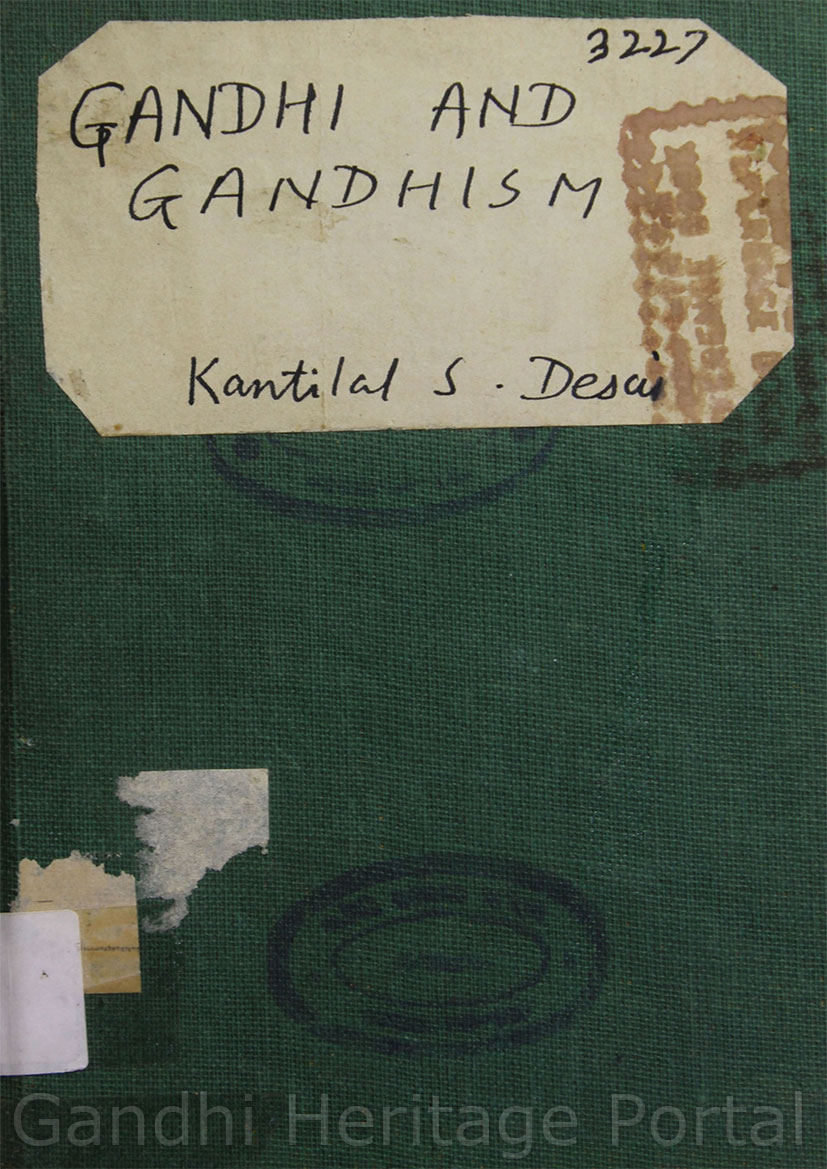 3227
GANDHI AND
GANDHISM
Kantilal S. Desai
Gandhi Heritage Portal